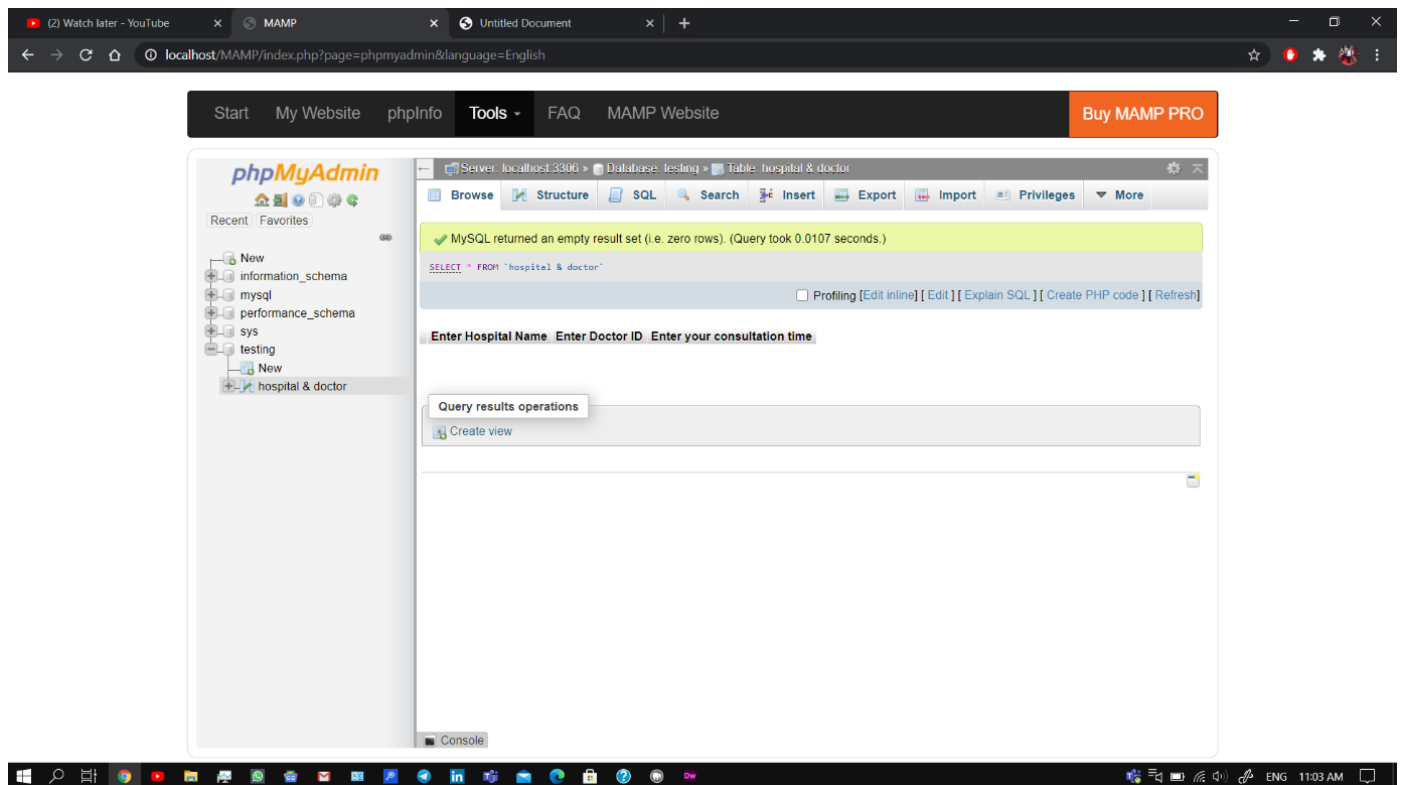 (2) Watch later - YouTube
MAMP
Untitled Document
localhost/MAMP/index.php?page=phpmyadmin&language=English
Start My Website phpInfo Tools FAQ MAMP Website Buy MAMP PRO
phpMyAdmin
Recent Favorites
New
information_schema
mysql
performance_schema
sys
testing
New
hospital & doctor
Server: localhost:3306 » Database: testing » Table: hospital & doctor
Browse Structure SQL Search Insert Export Import Privileges More
MySQL returned an empty result set (i.e. zero rows). (Query took 0.0107 seconds.)
SELECT * FROM `hospital & doctor`
Profiling [Edit inline] [ Edit ] [ Explain SQL ] [ Create PHP code ] [ Refresh]
Enter Hospital Name Enter Doctor ID Enter your consultation time
Query results operations
Create view
Console
ENG 11:03 AM